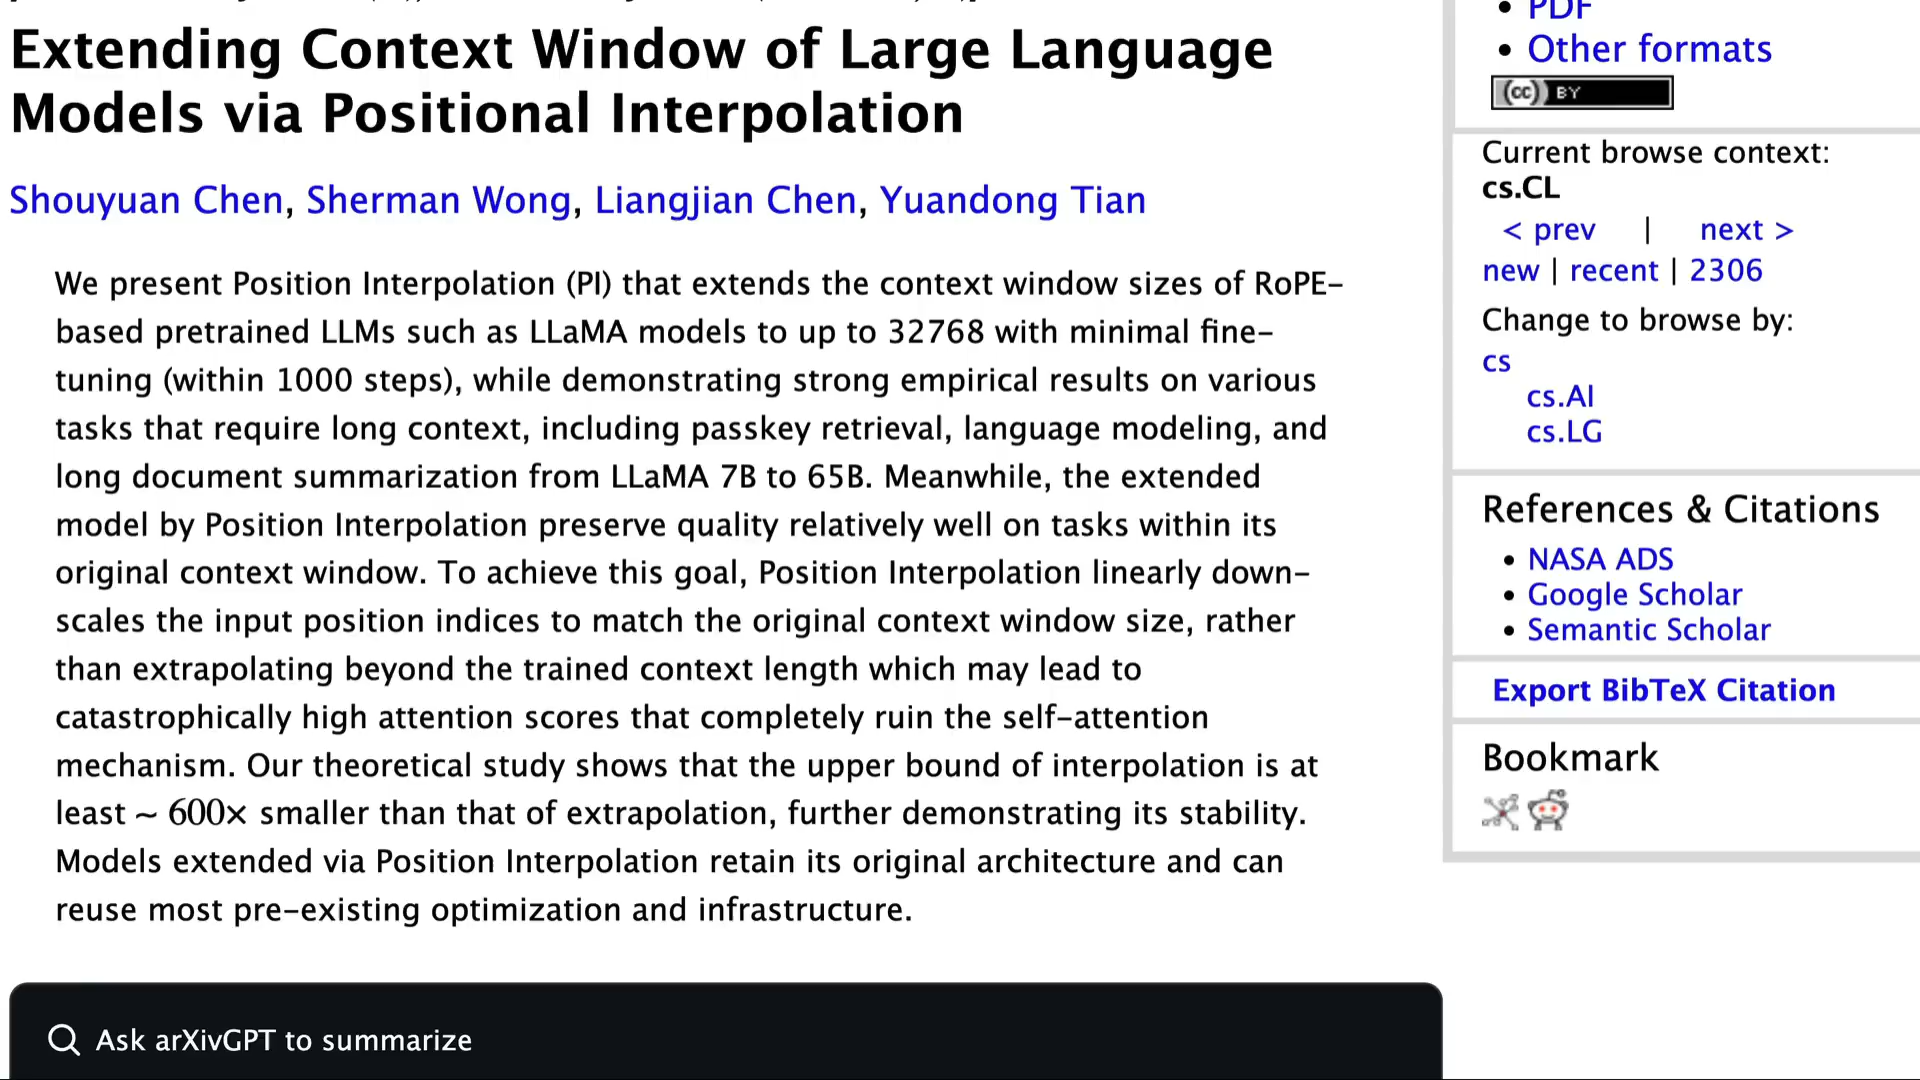 Extending Context Window of Large Language
Models via Positional Interpolation
Shouyuan Chen, Sherman Wong, Liangjian Chen, Yuandong Tian
We present Position Interpolation (PI) that extends the context window sizes of RoPE-
based pretrained LLMs such as LLaMA models to up to 32768 with minimal fine-
tuning (within 1000 steps), while demonstrating strong empirical results on various
tasks that require long context, including passkey retrieval, language modeling, and
long document summarization from LLaMA 7B to 65B. Meanwhile, the extended
model by Position Interpolation preserve quality relatively well on tasks within its
original context window. To achieve this goal, Position Interpolation linearly down-
scales the input position indices to match the original context window size, rather
than extrapolating beyond the trained context length which may lead to
catastrophically high attention scores that completely ruin the self-attention
mechanism. Our theoretical study shows that the upper bound of interpolation is at
least ∼ 600× smaller than that of extrapolation, further demonstrating its stability.
Models extended via Position Interpolation retain its original architecture and can
reuse most pre-existing optimization and infrastructure.
Ask arXivGPT to summarize
• PDF
• Other formats
(cc) BY
Current browse context:
cs.CL
< prev | next >
new | recent | 2306
Change to browse by:
cs
cs.AI
cs.LG
References & Citations
• NASA ADS
• Google Scholar
• Semantic Scholar
Export BibTeX Citation
Bookmark